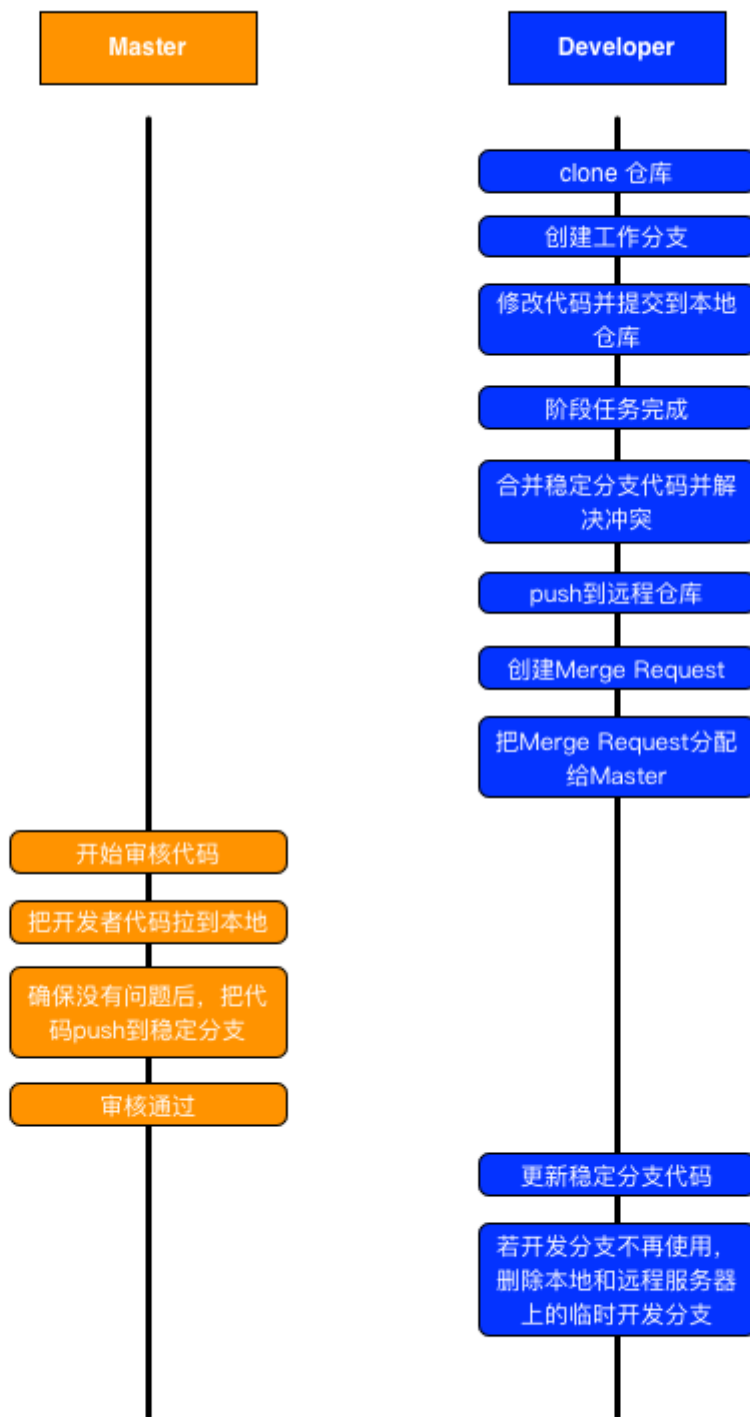 Master
Developer
clone 仓库
创建工作分支
修改代码并提交到本地
仓库
阶段任务完成
合并稳定分支代码并解
决冲突
push到远程仓库
创建Merge Request
把Merge Request分配
给Master
开始审核代码
把开发者代码拉到本地
确保没有问题后，把代
码push到稳定分支
审核通过
更新稳定分支代码
若开发分支不再使用，
删除本地和远程服务器
上的临时开发分支